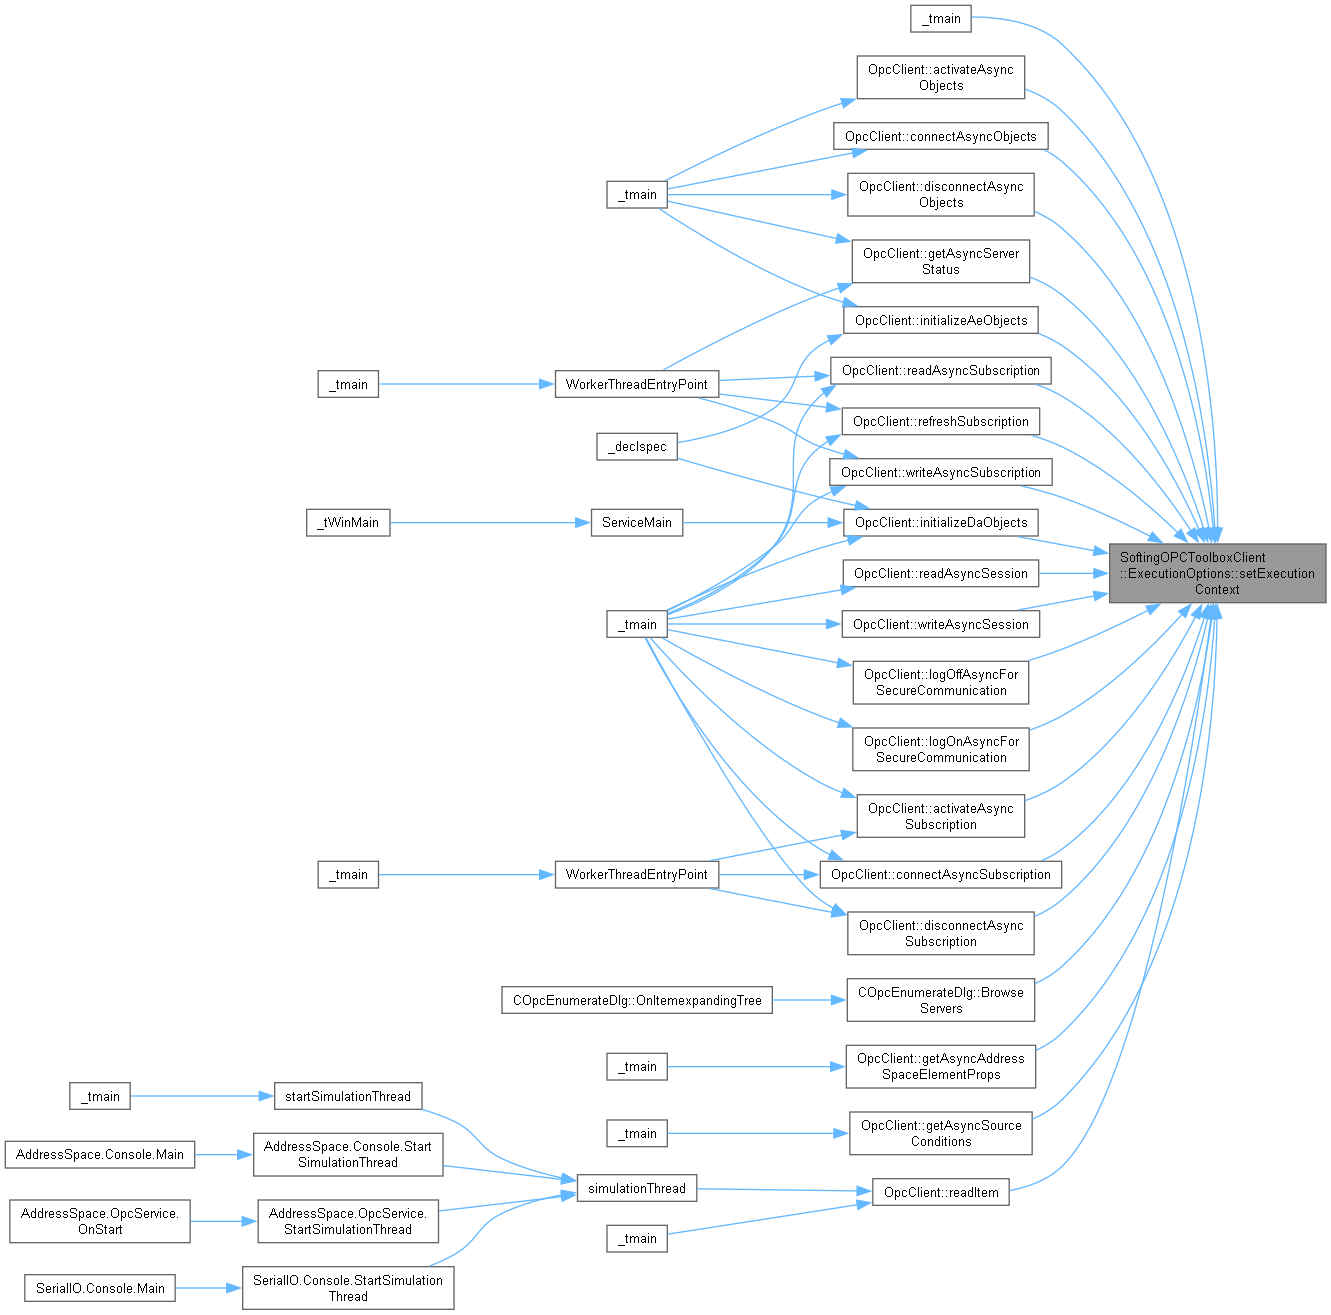 _tmain
OpcClient::activateAsync
Objects
OpcClient::connectAsyncObjects
OpcClient::disconnectAsync
Objects
_tmain
OpcClient::getAsyncServer
Status
OpcClient::initializeAeObjects
OpcClient::readAsyncSubscription
_tmain
WorkerThreadEntryPoint
OpcClient::refreshSubscription
_declspec
OpcClient::writeAsyncSubscription
_tWinMain
ServiceMain
OpcClient::initializeDaObjects
SoftingOPCToolboxClient
::ExecutionOptions::setExecution
Context
OpcClient::readAsyncSession
_tmain
OpcClient::writeAsyncSession
OpcClient::logOffAsyncFor
SecureCommunication
OpcClient::logOnAsyncFor
SecureCommunication
OpcClient::activateAsync
Subscription
_tmain
WorkerThreadEntryPoint
OpcClient::connectAsyncSubscription
OpcClient::disconnectAsync
Subscription
COpcEnumerateDlg::OnItemexpandingTree
COpcEnumerateDlg::Browse
Servers
_tmain
OpcClient::getAsyncAddress
SpaceElementProps
_tmain
startSimulationThread
_tmain
OpcClient::getAsyncSource
Conditions
AddressSpace.Console.Main
AddressSpace.Console.Start
SimulationThread
simulationThread
OpcClient::readItem
AddressSpace.OpcService.
OnStart
AddressSpace.OpcService.
StartSimulationThread
_tmain
SerialIO.Console.Main
SerialIO.Console.StartSimulation
Thread